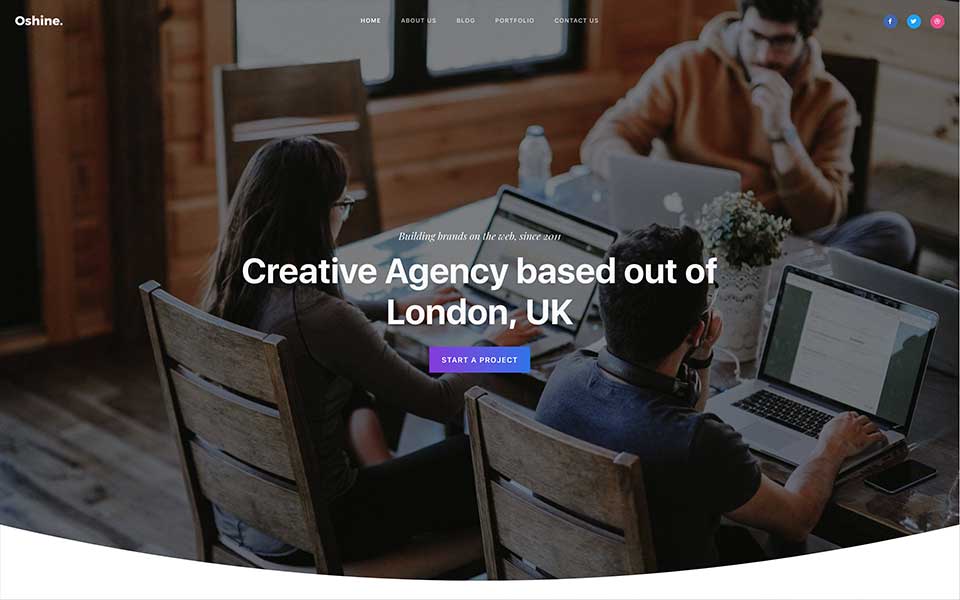 Oshine.
HOME ABOUT US BLOG PORTFOLIO CONTACT US
Building brands on the web, since 2011
Creative Agency based out of
London, UK
START A PROJECT